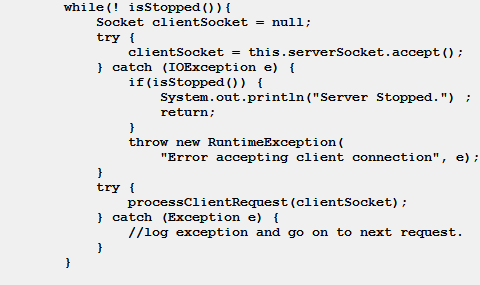 while(! isStopped()){
Socket clientSocket = null;
try {
clientSocket = this.serverSocket.accept();
} catch (IOException e) {
if(isStopped()) {
System.out.println("Server Stopped.") ;
return;
}
throw new RuntimeException(
"Error accepting client connection", e);
}
try {
processClientRequest(clientSocket);
} catch (Exception e) {
//log exception and go on to next request.
}
}